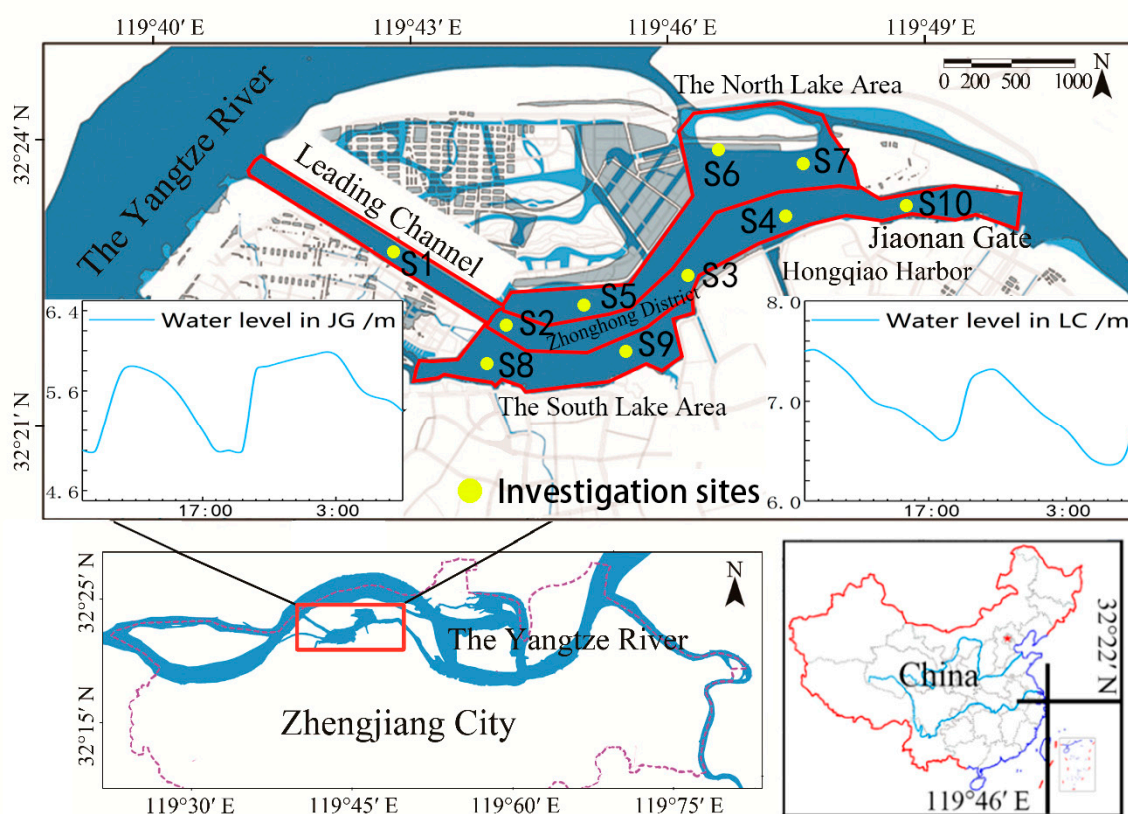 119°40′ E
119°43′ E
119°46′ E
119°49′ E
32°24′ N
32°21′ N
The Yangtze River
Leading Channel
The North Lake Area
N
0 200 500 1000
S6
S7
S4
S10
Jiaonan Gate
Hongqiao Harbor
S1
S3
S5
S2
Zhonghong District
S9
S8
The South Lake Area
6.4
5.6
4.6
Water level in JG /m
17:00
3:00
8.0
7.0
6.0
Water level in LC /m
17:00
3:00
Investigation sites
32°25′ N
32°15′ N
N
The Yangtze River
Zhengjiang City
119°30′ E
119°45′ E
119°60′ E
119°75′ E
China
32°22′ N
119°46′ E